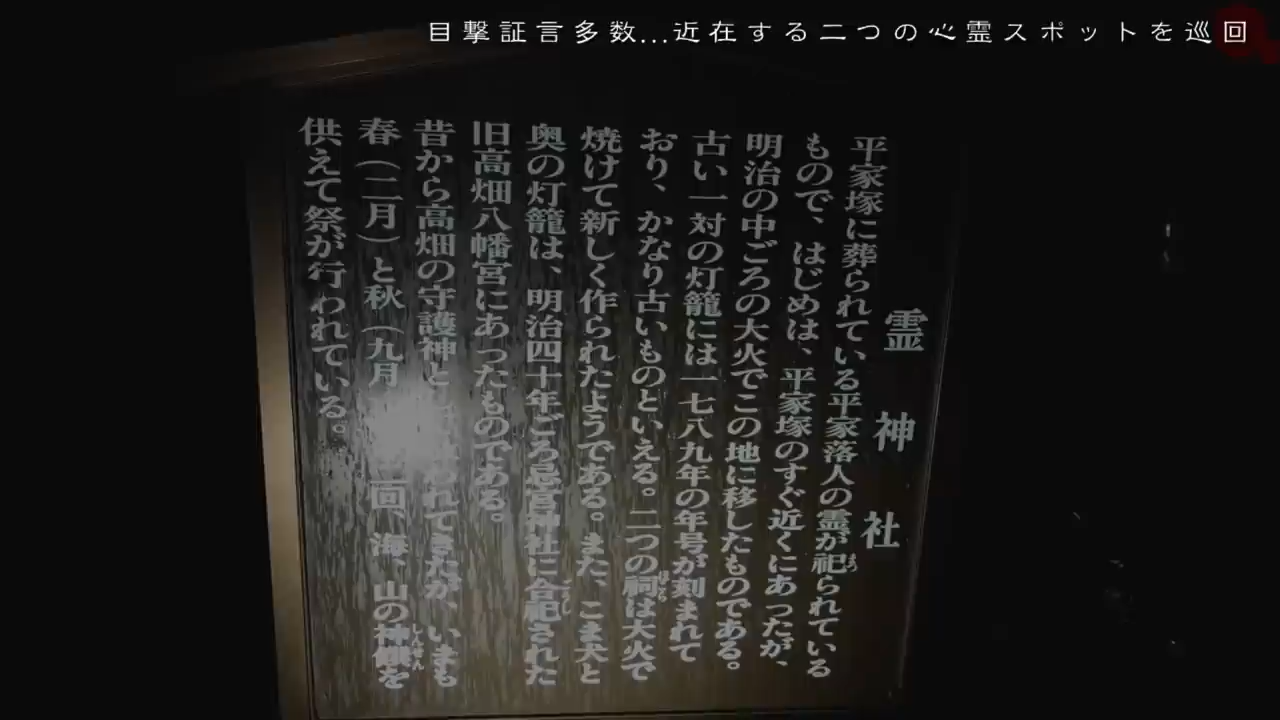 目撃証言多数...近在する二つの心霊スポットを巡回
霊神社
平家塚に葬られている平家落人の霊が祀られている
もので、はじめは、平家塚のすぐ近くにあったが、
明治の中ごろの大火でこの地に移したものである。
古い一対の灯籠には一七八九年の年号が刻まれて
おり、かなり古いものといえる。二つの祠は大火で
焼けて新しく作られたようである。また、こま犬と
奥の灯籠は、明治四十年ごろ忌宮神社に合祀された
旧高畑八幡宮にあったものである。
昔から高畑の守護神と れてきたが、いまも
春(二月)と秋(九月 回、海、山の神饌を
供えて祭が行われている。